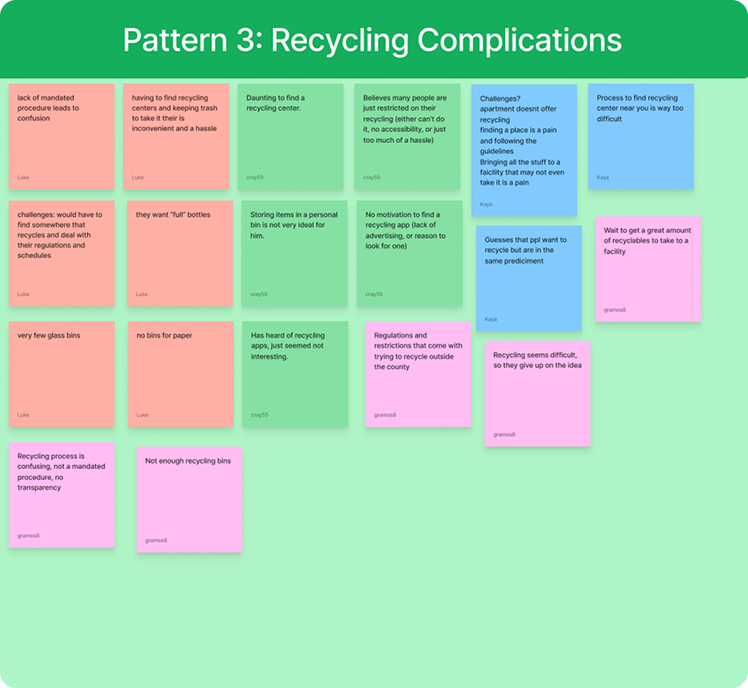 Pattern 3: Recycling Complications
lack of mandated
procedure leads to
confusion
Luke
having to find recycling
centers and keeping trash
to take it their is
inconvenient and a hassle
Luke
Daunting to find a
recycling center.
cray55
Believes many people are
just restricted on their
recycling (either can't do
it, no accessibility, or just
too much of a hassle)
cray55
Challenges?
apartment doesnt offer
recycling
finding a place is a pain
and following the
guidelines
Bringing all the stuff to a
faicility that may not even
take it is a pain
Kaya
Process to find recycling
center near you is way too
difficult
Kaya
challenges: would have to
find somewhere that
recycles and deal with
their regulations and
schedules
Luke
they want "full" bottles
Luke
Storing items in a personal
bin is not very ideal for
him.
cray55
No motivation to find a
recycling app (lack of
advertising, or reason to
look for one)
cray55
Guesses that ppl want to
recycle but are in the
same prediciment
Kaya
Wait to get a great amount
of recyclables to take to a
facility
gramos8
very few glass bins
Luke
no bins for paper
Luke
Has heard of recycling
apps, just seemed not
interesting.
cray55
Regulations and
restrictions that come with
trying to recycle outside
the county
gramos8
Recycling seems difficult,
so they give up on the idea
gramos8
Recycling process is
confusing, not a mandated
procedure, no
transparency
gramos8
Not enough recycling bins
gramos8